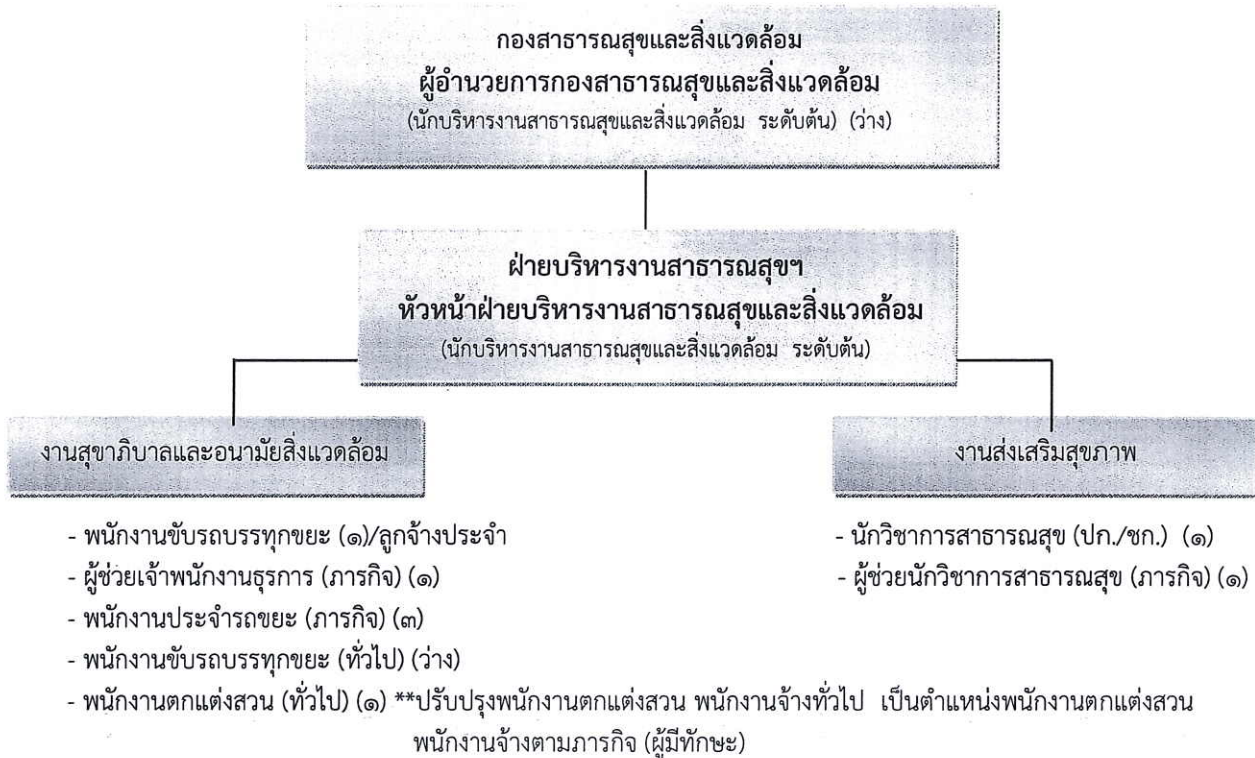 กองสาธารณสุขและสิ่งแวดล้อม
ผู้อำนวยการกองสาธารณสุขและสิ่งแวดล้อม
(นักบริหารงานสาธารณสุขและสิ่งแวดล้อม ระดับต้น) (ว่าง)
ฝ่ายบริหารงานสาธารณสุขฯ
หัวหน้าฝ่ายบริหารงานสาธารณสุขและสิ่งแวดล้อม
(นักบริหารงานสาธารณสุขและสิ่งแวดล้อม ระดับต้น)
งานสุขาภิบาลและอนามัยสิ่งแวดล้อม
- พนักงานขับรถบรรทุกขยะ (๑)/ลูกจ้างประจำ
- ผู้ช่วยเจ้าพนักงานธุรการ (ภารกิจ) (๑)
- พนักงานประจำรถขยะ (ภารกิจ) (๓)
- พนักงานขับรถบรรทุกขยะ (ทั่วไป) (ว่าง)
- พนักงานตกแต่งสวน (ทั่วไป) (๑) **ปรับปรุงพนักงานตกแต่งสวน พนักงานจ้างทั่วไป เป็นตำแหน่งพนักงานตกแต่งสวน
พนักงานจ้างตามภารกิจ (ผู้มีทักษะ)
งานส่งเสริมสุขภาพ
- นักวิชาการสาธารณสุข (ปก./ชก.) (๑)
- ผู้ช่วยนักวิชาการสาธารณสุข (ภารกิจ) (๑)